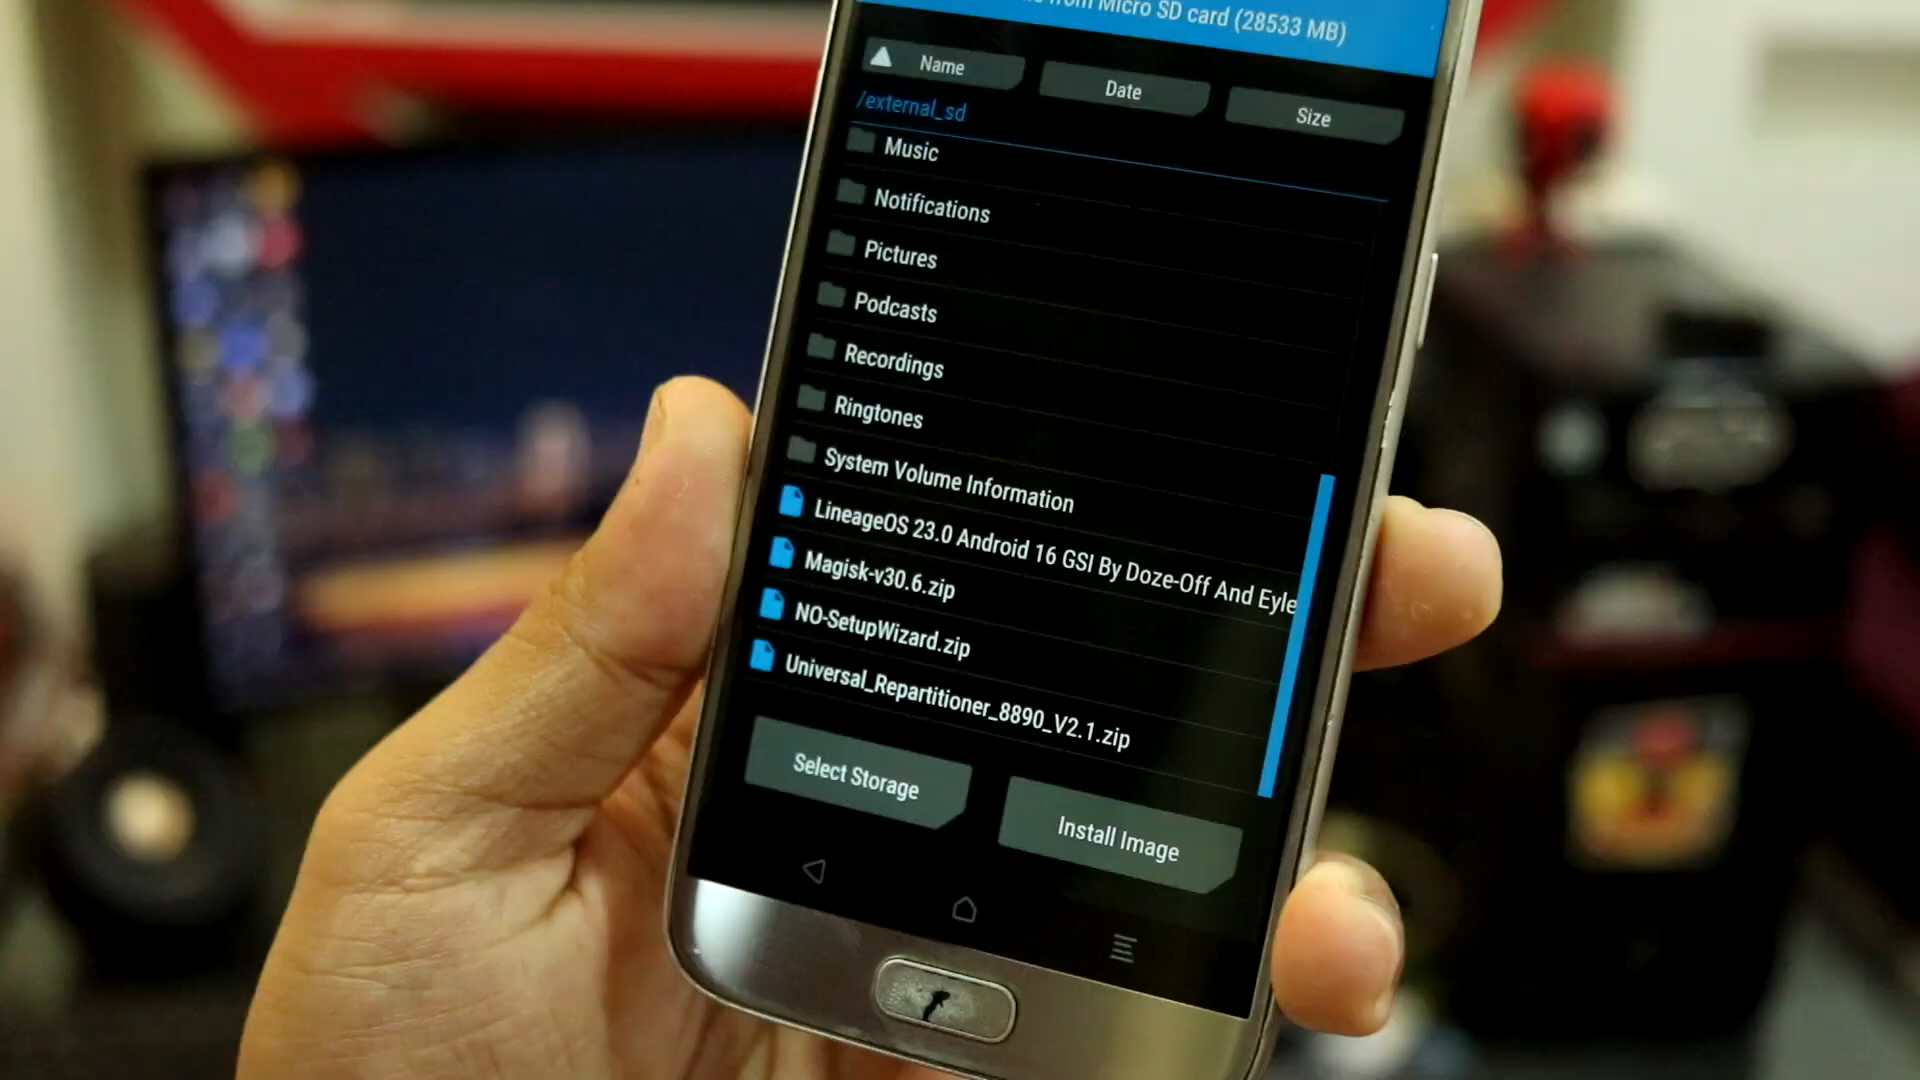 from Micro SD card (28533 MB)
Name
Date
Size
/external_sd
Music
Notifications
Pictures
Podcasts
Recordings
Ringtones
System Volume Information
LineageOS 23.0 Android 16 GSI By Doze-Off And Eyle
Magisk-v30.6.zip
NO-SetupWizard.zip
Universal_Repartitioner_8890_V2.1.zip
Select Storage
Install Image